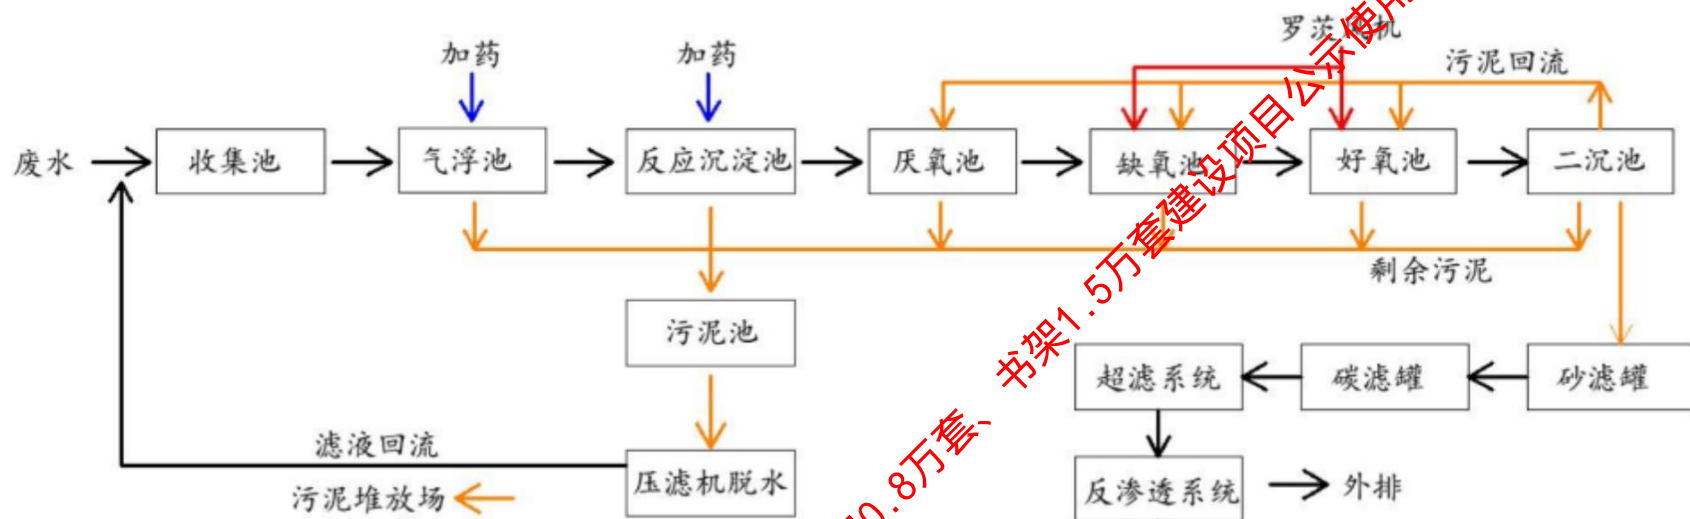 罗茨风机
加药
加药
污泥回流
废水
收集池
气浮池
反应沉淀池
厌氧池
缺氧池
好氧池
二沉池
剩余污泥
污泥池
超滤系统
碳滤罐
砂滤罐
滤液回流
污泥堆放场
压滤机脱水
反渗透系统
外排
0.8万套、书架1.5万套建设项目公示使用